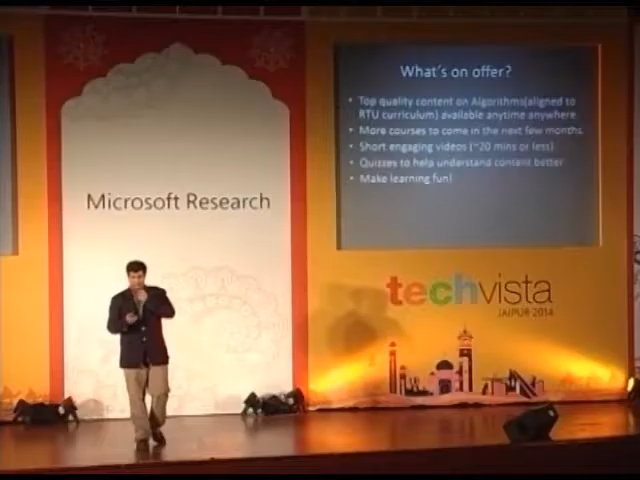 What's on offer?
• Top quality content on Algorithms(aligned to
RTU curriculum) available anytime anywhere
• More courses to come in the next few months.
• Short engaging videos (~20 mins or less)
• Quizzes to help understand content better
• Make learning fun!
Microsoft Research
techvista
JAIPUR 2014